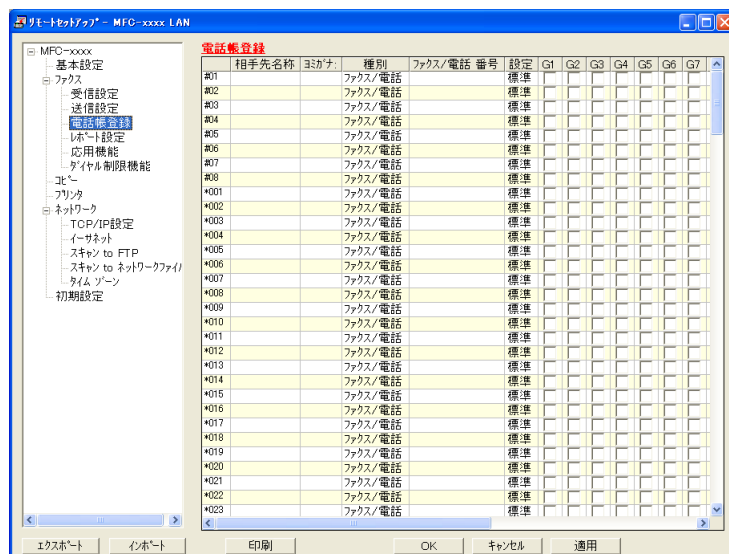 リモートセットアップ - MFC-xxxx LAN
MFC-xxxx
基本設定
ファクス
受信設定
送信設定
電話帳登録
レポート設定
応用機能
ダイヤル制限機能
コピー
プリンタ
ネットワーク
TCP/IP設定
イーサネット
スキャン to FTP
スキャン to ネットワークファイル
タイム ゾーン
初期設定
電話帳登録
相手先名称 ヨミガナ: 種別 ファクス/電話 番号 設定 G1 G2 G3 G4 G5 G6 G7
#01 ファクス/電話 標準
#02 ファクス/電話 標準
#03 ファクス/電話 標準
#04 ファクス/電話 標準
#05 ファクス/電話 標準
#06 ファクス/電話 標準
#07 ファクス/電話 標準
#08 ファクス/電話 標準
*001 ファクス/電話 標準
*002 ファクス/電話 標準
*003 ファクス/電話 標準
*004 ファクス/電話 標準
*005 ファクス/電話 標準
*006 ファクス/電話 標準
*007 ファクス/電話 標準
*008 ファクス/電話 標準
*009 ファクス/電話 標準
*010 ファクス/電話 標準
*011 ファクス/電話 標準
*012 ファクス/電話 標準
*013 ファクス/電話 標準
*014 ファクス/電話 標準
*015 ファクス/電話 標準
*016 ファクス/電話 標準
*017 ファクス/電話 標準
*018 ファクス/電話 標準
*019 ファクス/電話 標準
*020 ファクス/電話 標準
*021 ファクス/電話 標準
*022 ファクス/電話 標準
*023 ファクス/電話 標準
エクスポート インポート 印刷 OK キャンセル 適用